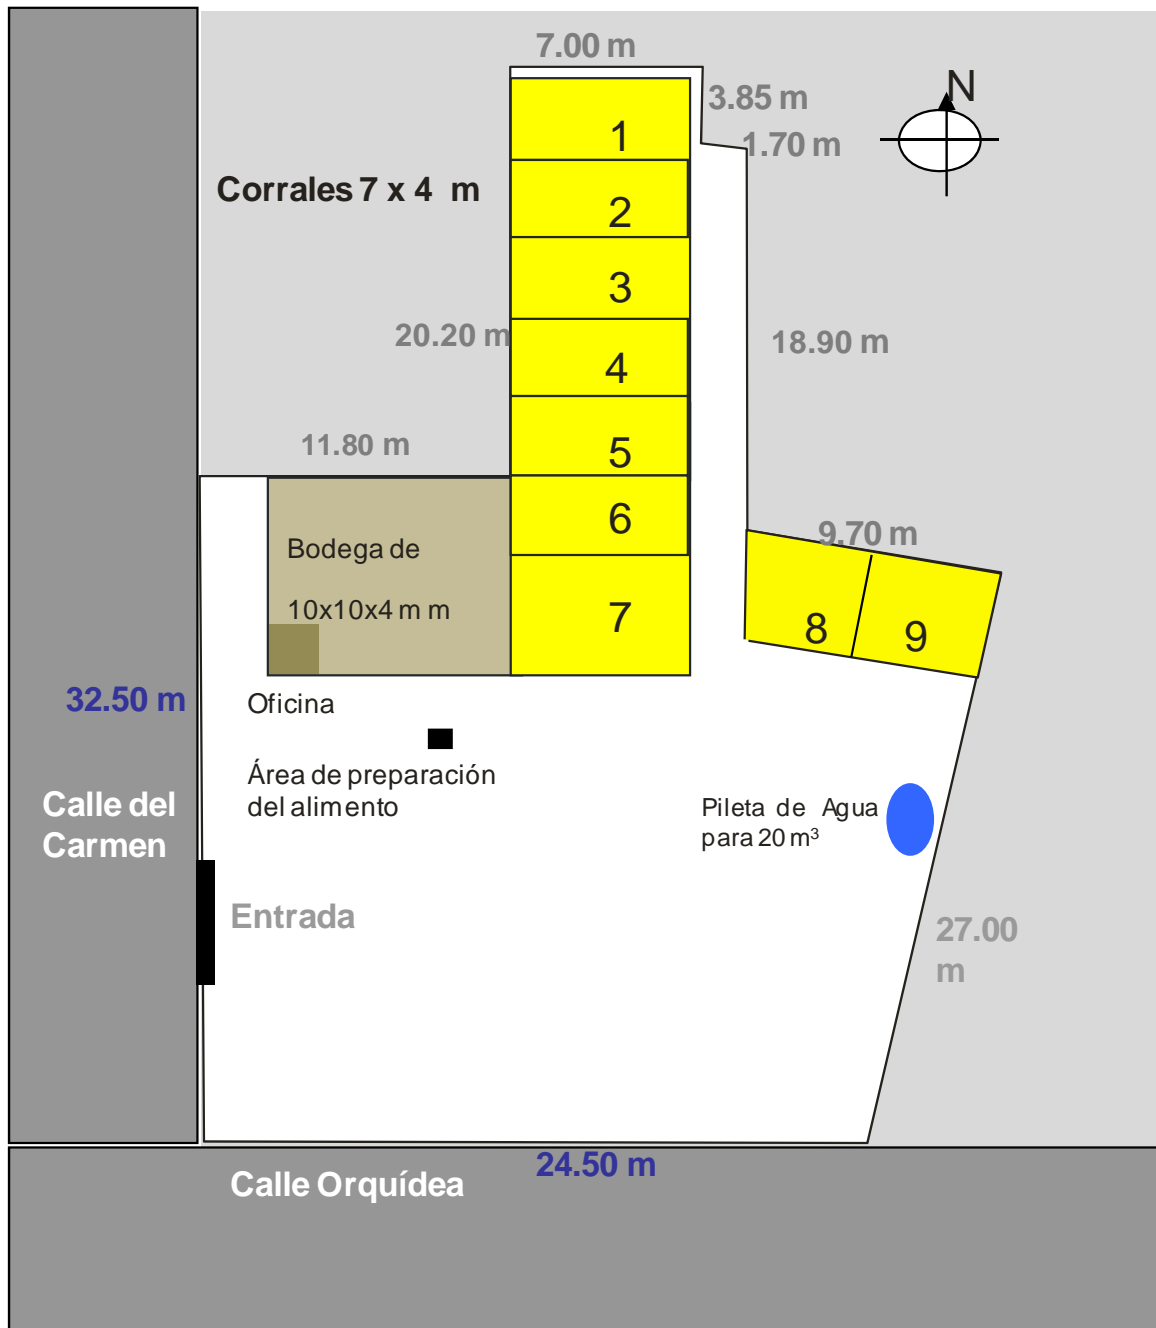 7.00 m
N
3.85 m
1
1.70 m
Corrales 7 x 4  m
2
3
20.20 m
18.90 m
4
11.80 m
5
6
9.70 m
Bodega de
10x10x4 m m
7
8
9
32.50 m
Oficina
Área de preparación
del alimento
Calle del
Carmen
Pileta de Agua
para 20 m³
Entrada
27.00
m
24.50 m
Calle Orquídea